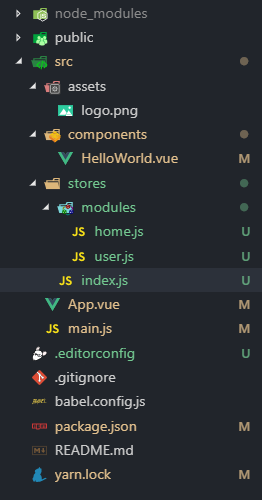 node_modules
public
src
assets
logo.png
components
HelloWorld.vue M
stores
modules
JS home.js U
JS user.js U
JS index.js U
App.vue M
JS main.js M
.editorconfig U
.gitignore
babel.config.js
package.json M
README.md
yarn.lock M